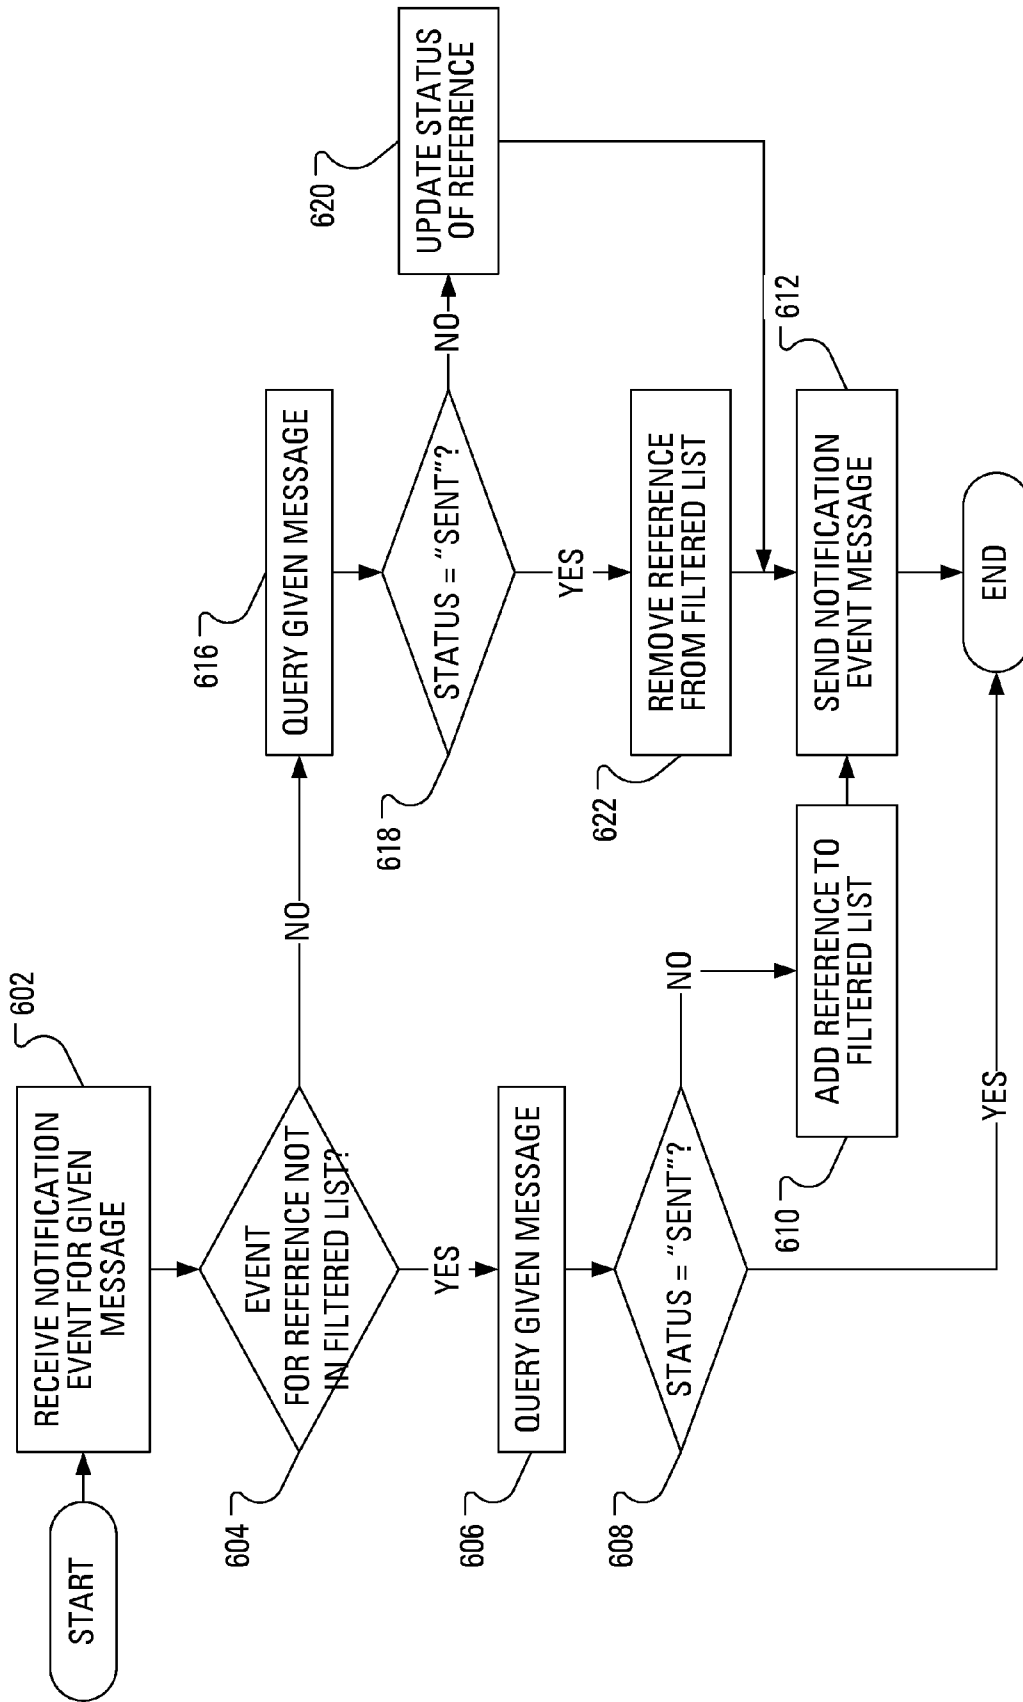 START
RECEIVE NOTIFICATION
EVENT FOR GIVEN
MESSAGE
602
EVENT
FOR REFERENCE NOT
IN FILTERED LIST?
604
NO
YES
QUERY GIVEN MESSAGE
616
QUERY GIVEN MESSAGE
606
STATUS = “SENT”?
618
NO
UPDATE STATUS
OF REFERENCE
620
YES
STATUS = “SENT”?
608
NO
REMOVE REFERENCE
FROM FILTERED LIST
622
ADD REFERENCE TO
FILTERED LIST
610
SEND NOTIFICATION
EVENT MESSAGE
612
YES
END